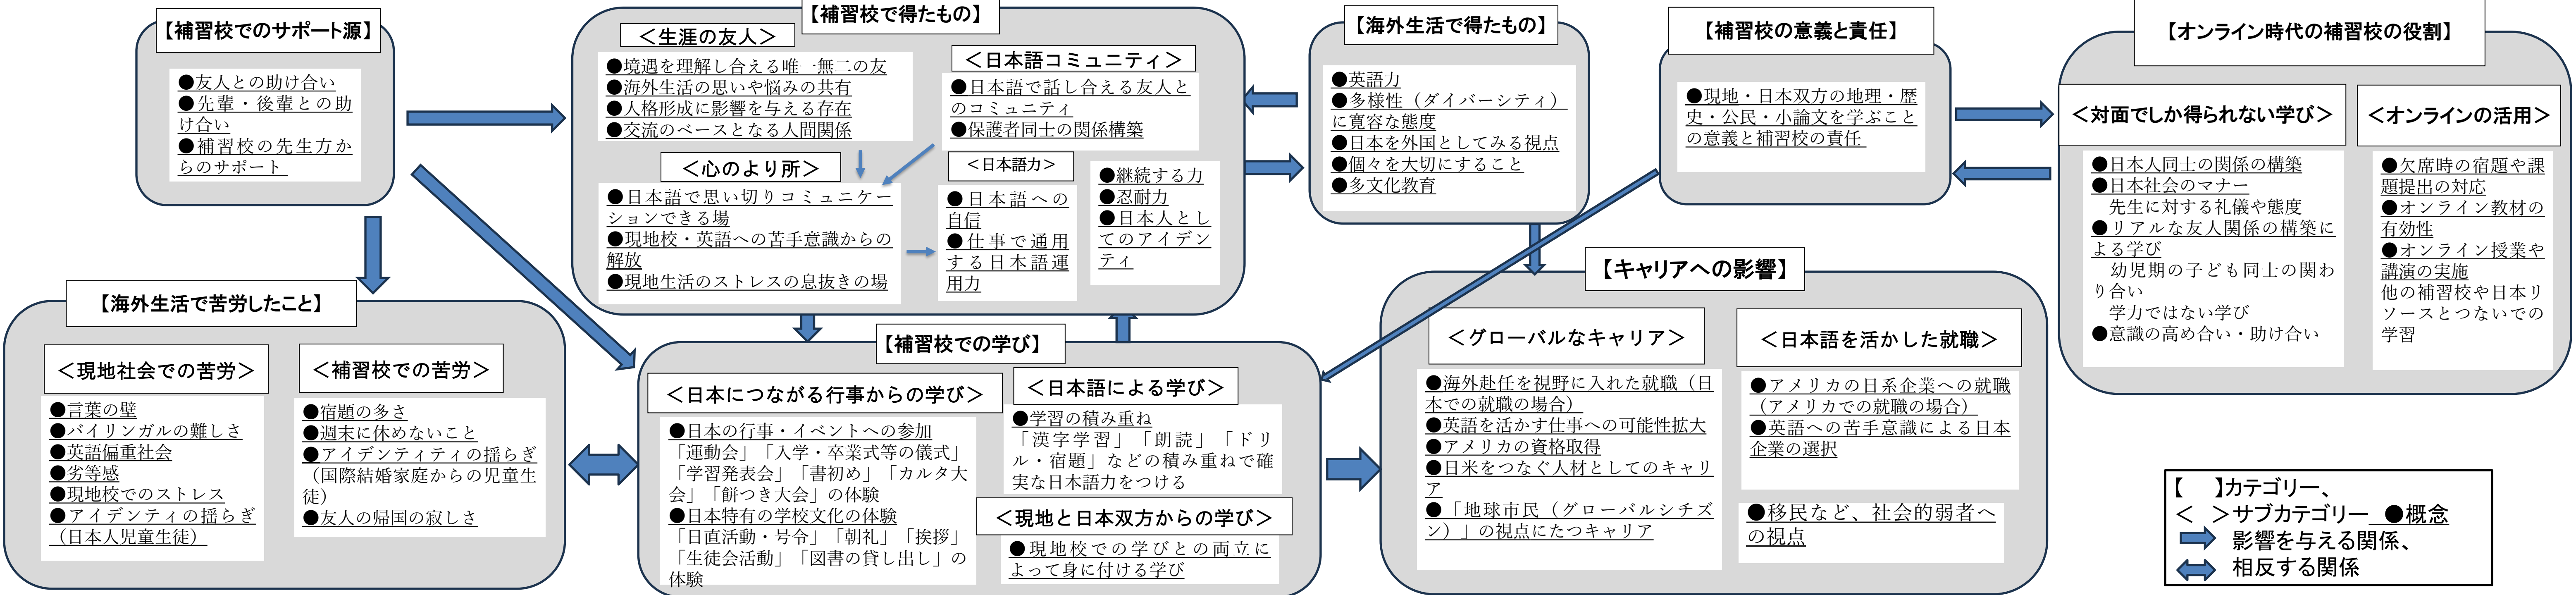 【補習校でのサポート源】
●友人との助け合い
●先輩・後輩との助
け合い
●補習校の先生方か
らのサポート
【補習校で得たもの】
＜生涯の友人＞
●境遇を理解し合える唯一無二の友
●海外生活の思いや悩みの共有
●人格形成に影響を与える存在
●交流のベースとなる人間関係
＜日本語コミュニティ＞
●日本語で話し合える友人と
のコミュニティ
●保護者同士の関係構築
＜心のより所＞
●日本語で思い切りコミュニケー
ションできる場
●現地校・英語への苦手意識からの
解放
●現地生活のストレスの息抜きの場
＜日本語力＞
●日本語への
自信
●仕事で通用
する日本語運
用力
●継続する力
●忍耐力
●日本人とし
てのアイデン
ティ
【海外生活で得たもの】
●英語力
●多様性（ダイバーシティ）
に寛容な態度
●日本を外国としてみる視点
●個々を大切にすること
●多文化教育
【補習校の意義と責任】
●現地・日本双方の地理・歴
史・公民・小論文を学ぶこと
の意義と補習校の責任
【オンライン時代の補習校の役割】
＜対面でしか得られない学び＞
●日本人同士の関係の構築
●日本社会のマナー
先生に対する礼儀や態度
●リアルな友人関係の構築に
よる学び
幼児期の子ども同士の関わ
り合い
学力ではない学び
●意識の高め合い・助け合い
＜オンラインの活用＞
●欠席時の宿題や課
題提出の対応
●オンライン教材の
有効性
●オンライン授業や
講演の実施
他の補習校や日本リ
ソースとつないでの
学習
【海外生活で苦労したこと】
＜現地社会での苦労＞
●言葉の壁
●バイリンガルの難しさ
●英語偏重社会
●劣等感
●現地校でのストレス
●アイデンティの揺らぎ
（日本人児童生徒）
＜補習校での苦労＞
●宿題の多さ
●週末に休めないこと
●アイデンティティの揺らぎ
（国際結婚家庭からの児童生
徒）
●友人の帰国の寂しさ
【補習校での学び】
＜日本につながる行事からの学び＞
●日本の行事・イベントへの参加
「運動会」「入学・卒業式等の儀式」
「学習発表会」「書初め」「カルタ大
会」「餅つき大会」の体験
●日本特有の学校文化の体験
「日直活動・号令」「朝礼」「挨拶」
「生徒会活動」「図書の貸し出し」の
体験
＜日本語による学び＞
●学習の積み重ね
「漢字学習」「朗読」「ドリ
ル・宿題」などの積み重ねで確
実な日本語力をつける
＜現地と日本双方からの学び＞
●現地校での学びとの両立に
よって身に付ける学び
【キャリアへの影響】
＜グローバルなキャリア＞
●海外赴任を視野に入れた就職（日
本での就職の場合）
●英語を活かす仕事への可能性拡大
●アメリカの資格取得
●日米をつなぐ人材としてのキャリ
ア
●「地球市民（グローバルシチズ
ン）」の視点にたつキャリア
＜日本語を活かした就職＞
●アメリカの日系企業への就職
（アメリカでの就職の場合）
●英語への苦手意識による日本
企業の選択
●移民など、社会的弱者へ
の視点
【　】カテゴリー、
＜　＞サブカテゴリー　●概念
影響を与える関係、
相反する関係